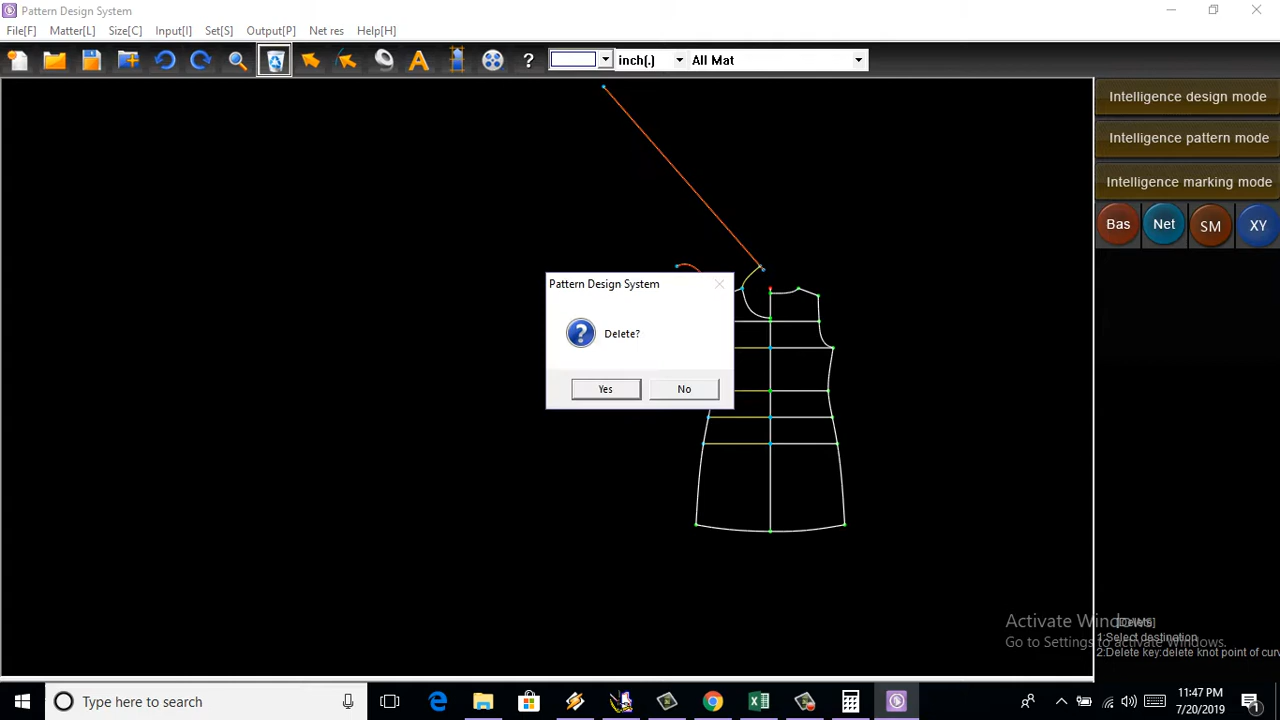 Pattern Design System
File[F] Matter[L] Size[C] Input[I] Set[S] Output[P] Net res Help[H]
A ? inch(.) All Mat
Intelligence design mode
Intelligence pattern mode
Intelligence marking mode
Bas Net SM XY
Pattern Design System
Delete?
Yes No
Activate Windows
[Delete]
1:Select destination
Go to Settings to activate Windows.
2:Delete key:delete knot point of curv
Type here to search
11:47 PM
7/20/2019
1